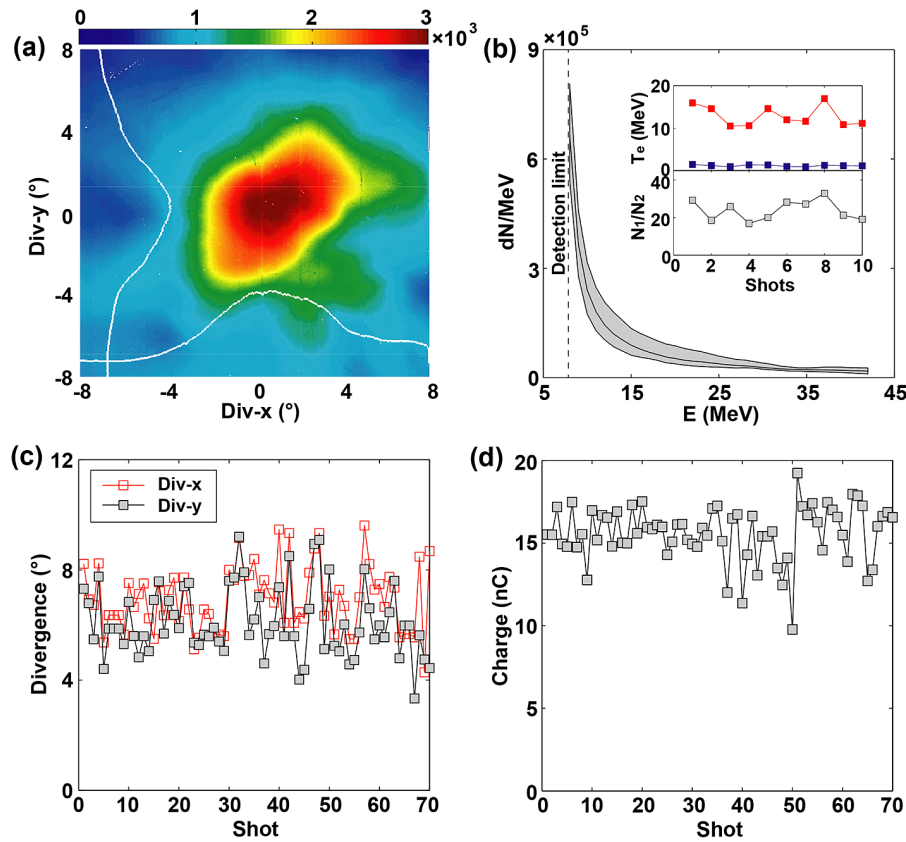 (a)
0 1 2 3 ×10³
8
4
0
-4
-8
Div-y (°)
-8 -4 0 4 8
Div-x (°)
(b)
9 ×10⁵
6
3
0
dN/MeV
Detection limit
5 15 25 35 45
E (MeV)
20
10
0
Te (MeV)
40
20
0
N1/N2
0 2 4 6 8 10
Shots
(c)
12
8
4
0
Divergence (°)
Div-x
Div-y
0 10 20 30 40 50 60 70
Shot
(d)
20
15
10
5
0
Charge (nC)
0 10 20 30 40 50 60 70
Shot